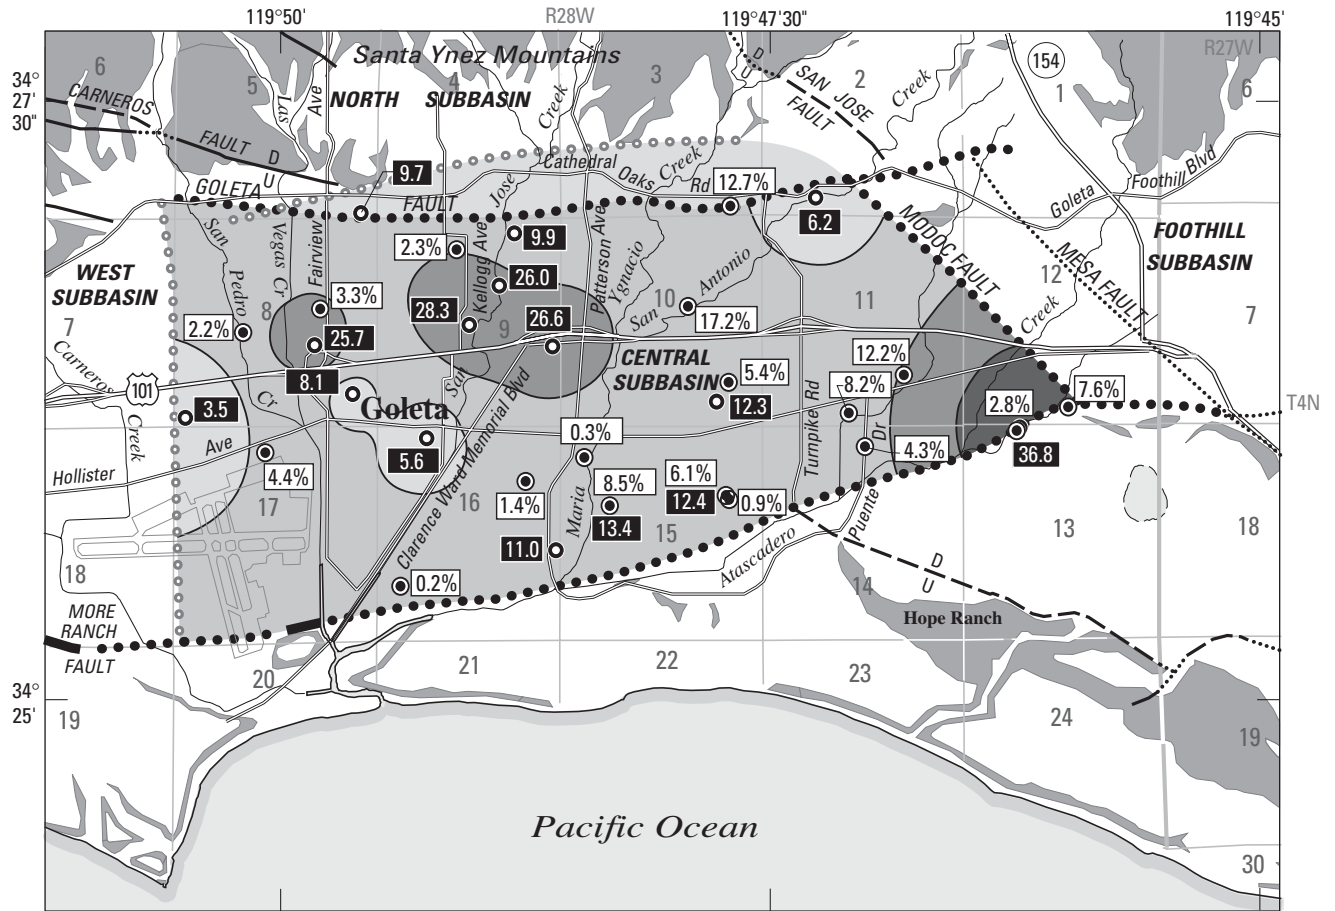 119°50'
R28W
119°47'30"
119°45'
34°
27'
30"
6
5
Las
Ave
Santa Ynez Mountains
4
3
D
U
SAN JOSE
FAULT
2
Creek
154
1
R27W
6
CARNEROS
FAULT
D
U
NORTH SUBBASIN
Creek
9.7
Cathedral Oaks Rd
Creek
12.7%
Goleta
Foothill Blvd
GOLETA
FAULT
Jose
6.2
MODOC FAULT
MESA FAULT
FOOTHILL
SUBBASIN
San
Pedro
Cr
Vegas Cr
Fairview
2.3%
Kellogg Ave
9.9
Patterson Ave
Ygnacio
San Antonio
12
WEST
SUBBASIN
7
8
3.3%
26.0
28.3
9
26.6
10
11
Creek
7
2.2%
25.7
17.2%
Carneros
Creek
101
8.1
San
CENTRAL
SUBBASIN
5.4%
12.2%
3.5
Goleta
12.3
Turnpike Rd
8.2%
2.8%
7.6%
T4N
Ave
Hollister
5.6
Clarence Ward Memorial Blvd
0.3%
Dr
4.3%
36.8
4.4%
17
16
1.4%
Maria
8.5%
13.4
6.1%
12.4
0.9%
15
Puente
13
18
11.0
Atascadero
18
0.2%
D
U
14
MORE
RANCH
FAULT
Hope Ranch
20
21
22
23
34°
25'
19
24
19
Pacific Ocean
30